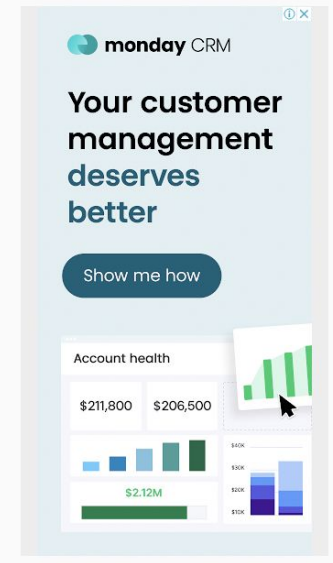 monday CRM
Your customer
management
deserves
better
Show me how
Account health
$211,800 $206,500
$2.12M
$40K
$30K
$20K
$10K